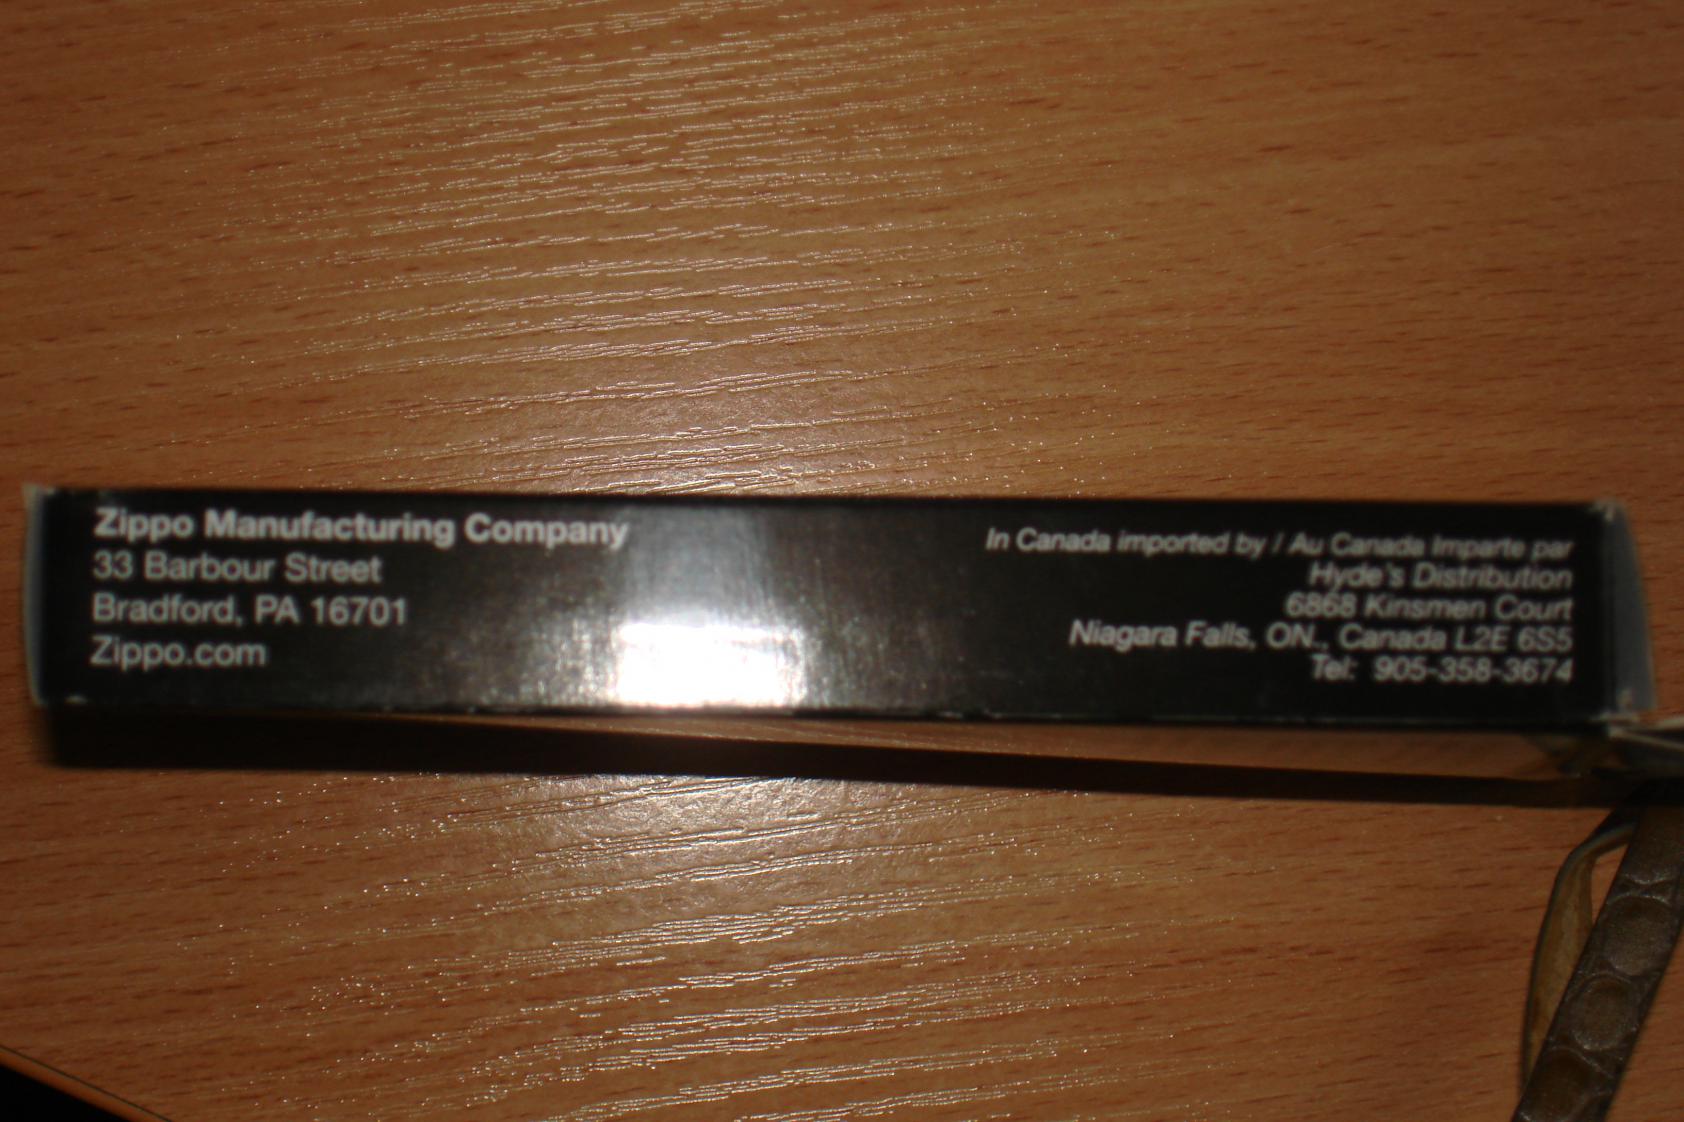 Zippo Manufacturing Company
33 Barbour Street
Bradford, PA 16701
Zippo.com
In Canada imported by / Au Canada Imparte par
Hyde's Distribution
6868 Kinsmen Court
Niagara Falls, ON., Canada L2E 6S5
Tel: 905-358-3674